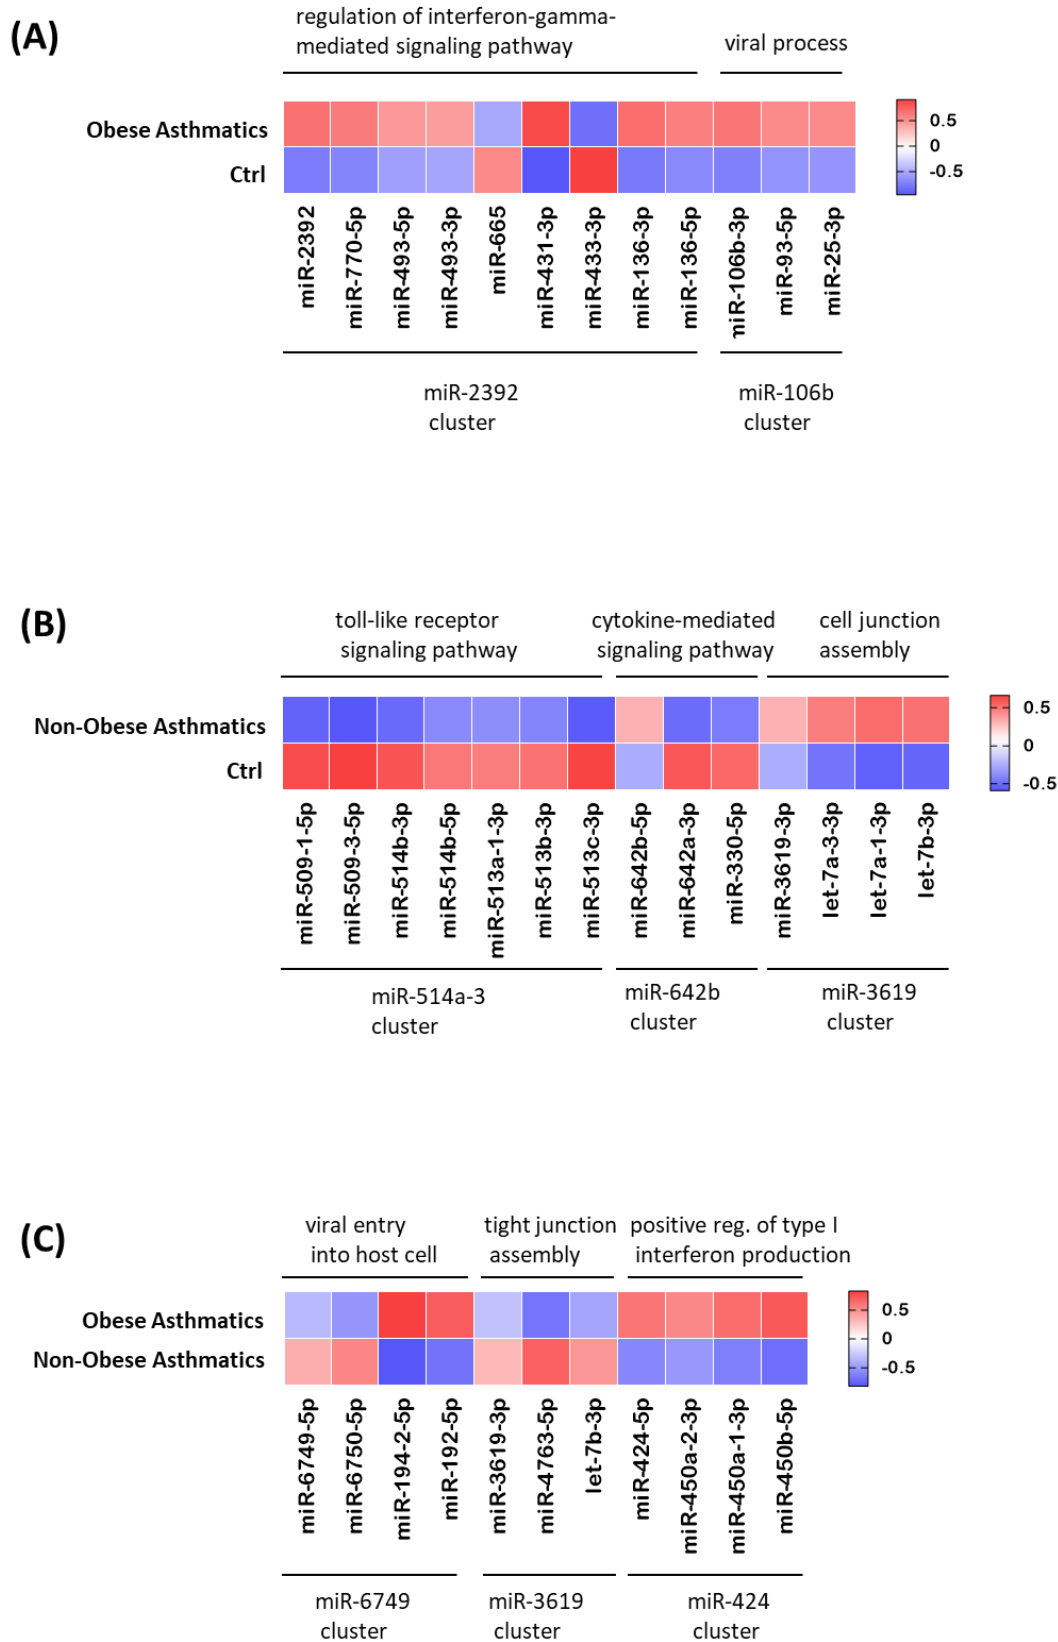 (A)
regulation of interferon-gamma-
mediated signaling pathway
viral process
Obese Asthmatics
Ctrl
0.5
0
-0.5
miR-2392
miR-770-5p
miR-493-5p
miR-493-3p
miR-665
miR-431-3p
miR-433-3p
miR-136-3p
miR-136-5p
miR-106b-3p
miR-93-5p
miR-25-3p
miR-2392
cluster
miR-106b
cluster
(B)
toll-like receptor
signaling pathway
cytokine-mediated
signaling pathway
cell junction
assembly
Non-Obese Asthmatics
Ctrl
0.5
0
-0.5
miR-509-1-5p
miR-509-3-5p
miR-514b-3p
miR-514b-5p
miR-513a-1-3p
miR-513b-3p
miR-513c-3p
miR-642b-5p
miR-642a-3p
miR-330-5p
miR-3619-3p
let-7a-3-3p
let-7a-1-3p
let-7b-3p
miR-514a-3
cluster
miR-642b
cluster
miR-3619
cluster
(C)
viral entry
into host cell
tight junction
assembly
positive reg. of type I
interferon production
Obese Asthmatics
Non-Obese Asthmatics
0.5
0
-0.5
miR-6749-5p
miR-6750-5p
miR-194-2-5p
miR-192-5p
miR-3619-3p
miR-4763-5p
let-7b-3p
miR-424-5p
miR-450a-2-3p
miR-450a-1-3p
miR-450b-5p
miR-6749
cluster
miR-3619
cluster
miR-424
cluster